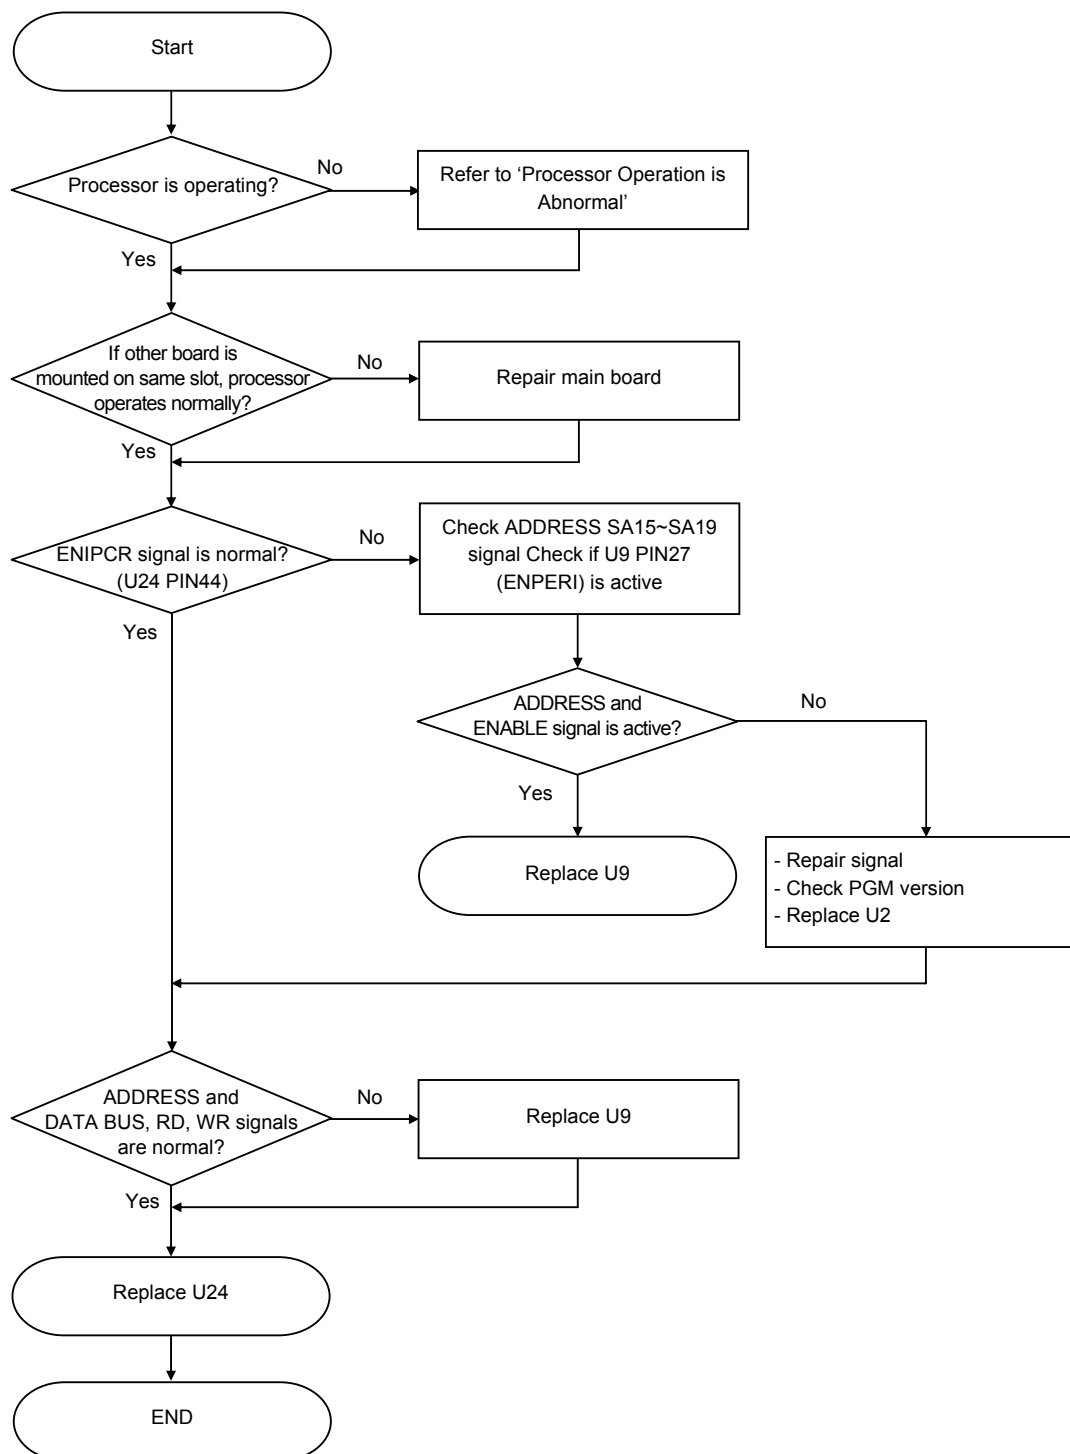 Start
Processor is operating?
No
Refer to ‘Processor Operation is
Abnormal’
Yes
If other board is
mounted on same slot, processor
operates normally?
No
Repair main board
Yes
ENIPCR signal is normal?
(U24 PIN44)
No
Check ADDRESS SA15~SA19
signal Check if U9 PIN27
(ENPERI) is active
Yes
ADDRESS and
ENABLE signal is active?
No
Yes
Replace U9
- Repair signal
- Check PGM version
- Replace U2
ADDRESS and
DATA BUS, RD, WR signals
are normal?
No
Replace U9
Yes
Replace U24
END